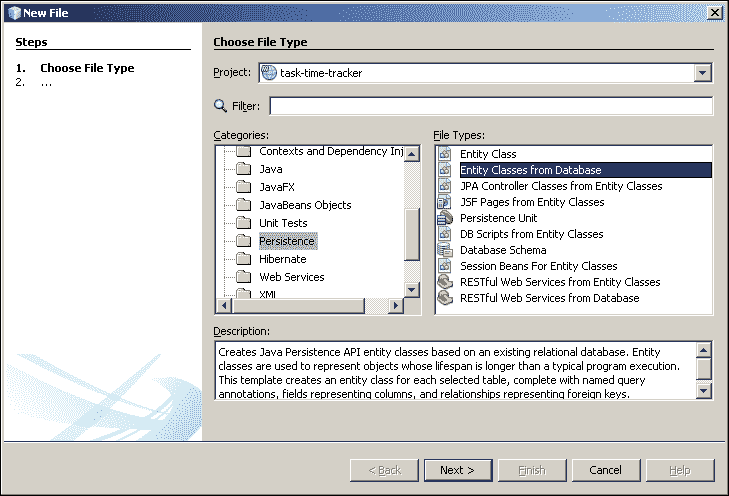 New File
Steps
1. Choose File Type
2. ...
Choose File Type
Project: task-time-tracker
Filter:
Categories:
Contexts and Dependency Inj
Java
JavaFX
JavaBeans Objects
Unit Tests
Persistence
Hibernate
Web Services
XML
File Types:
Entity Class
Entity Classes from Database
JPA Controller Classes from Entity Classes
JSF Pages from Entity Classes
Persistence Unit
DB Scripts from Entity Classes
Database Schema
Session Beans For Entity Classes
RESTful Web Services from Entity Classes
RESTful Web Services from Database
Description:
Creates Java Persistence API entity classes based on an existing relational database. Entity
classes are used to represent objects whose lifespan is longer than a typical program execution.
This template creates an entity class for each selected table, complete with named query
annotations, fields representing columns, and relationships representing foreign keys.
< Back Next > Finish Cancel Help